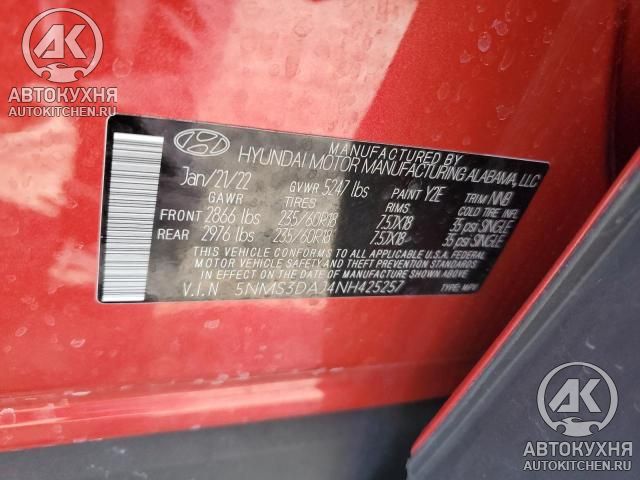 АК
АВТОКУХНЯ
AUTOKITCHEN.RU
MANUFACTURED BY
HYUNDAI MOTOR MANUFACTURING ALABAMA, LLC
Jan/21/22 GVWR 5247 lbs PAINT Y2E TRIM NNB
GAWR TIRES RIMS COLD TIRE INFL PSI
FRONT 2866 lbs 235/60R18 7.5JX18 35 psi SINGLE
REAR 2976 lbs 235/60R18 7.5JX18 35 psi SINGLE
THIS VEHICLE CONFORMS TO ALL APPLICABLE U.S.A. FEDERAL
MOTOR VEHICLE SAFETY AND THEFT PREVENTION STANDARDS
IN EFFECT ON THE DATE OF MANUFACTURE SHOWN ABOVE.
V.I.N 5NMS3DAJ4NH425257 TYPE: MPV
АК
АВТОКУХНЯ
AUTOKITCHEN.RU